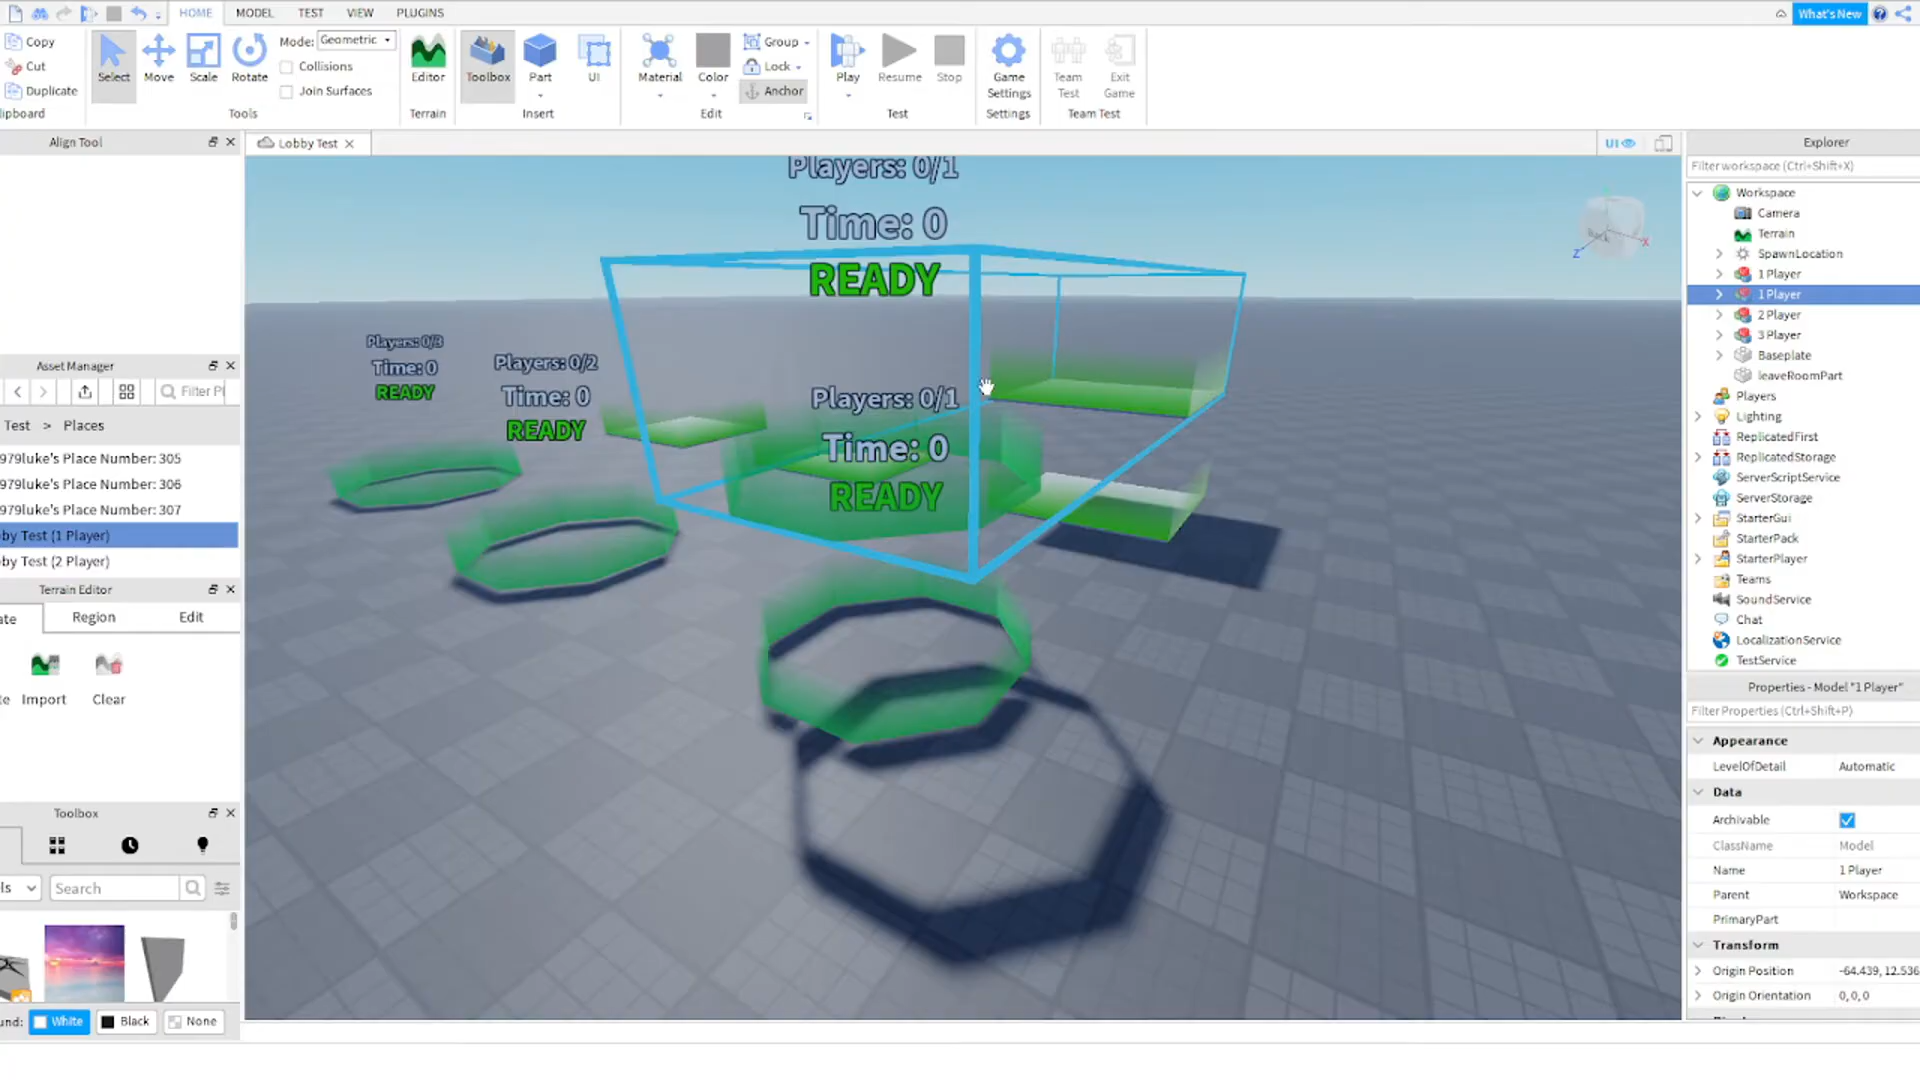 HOME MODEL TEST VIEW PLUGINS
What's New
Copy
Cut
Duplicate
lipboard
Select
Move
Scale
Rotate
Mode: Geometric
Collisions
Join Surfaces
Tools
Editor
Terrain
Toolbox
Part
UI
Insert
Material
Color
Group
Lock
Anchor
Edit
Play
Resume
Stop
Test
Game
Settings
Settings
Team
Test
Exit
Game
Team Test
Align Tool
Lobby Test
UI
Asset Manager
Filter Pl
Test > Places
979luke's Place Number: 305
979luke's Place Number: 306
979luke's Place Number: 307
by Test (1 Player)
by Test (2 Player)
Terrain Editor
ate Region Edit
te Import Clear
Toolbox
ls Search
und: White Black None
Players: 0/1
Time: 0
READY
Players: 0/3
Time: 0
READY
Players: 0/2
Time: 0
READY
Players: 0/1
Time: 0
READY
Back
Z
X
Explorer
Filter workspace (Ctrl+Shift+X)
Workspace
Camera
Terrain
SpawnLocation
1 Player
1 Player
2 Player
3 Player
Baseplate
leaveRoomPart
Players
Lighting
ReplicatedFirst
ReplicatedStorage
ServerScriptService
ServerStorage
StarterGui
StarterPack
StarterPlayer
Teams
SoundService
Chat
LocalizationService
TestService
Properties - Model "1 Player"
Filter Properties (Ctrl+Shift+P)
Appearance
LevelOfDetail Automatic
Data
Archivable
ClassName Model
Name 1 Player
Parent Workspace
PrimaryPart
Transform
Origin Position -64.439, 12.536
Origin Orientation 0, 0, 0